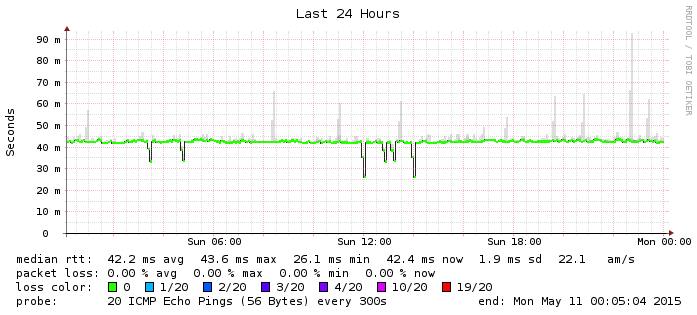 Last 24 Hours
RRDTOOL / TOBI OETIKER
Seconds
90 m
80 m
70 m
60 m
50 m
40 m
30 m
20 m
10 m
0
Sun 06:00 Sun 12:00 Sun 18:00 Mon 00:00
median rtt: 42.2 ms avg 43.6 ms max 26.1 ms min 42.4 ms now 1.9 ms sd 22.1 am/s
packet loss: 0.00 % avg 0.00 % max 0.00 % min 0.00 % now
loss color: 0 1/20 2/20 3/20 4/20 10/20 19/20
probe: 20 ICMP Echo Pings (56 Bytes) every 300s end: Mon May 11 00:05:04 2015